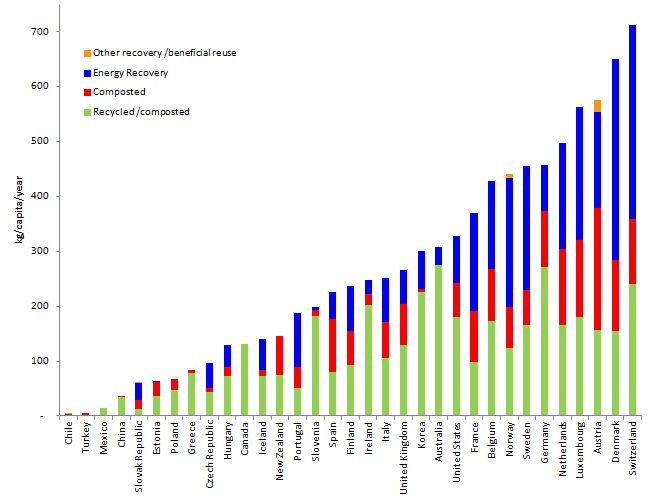 700
600
500
400
300
200
100
-
kg/capita/year
Other recovery/beneficial reuse
Energy Recovery
Composted
Recycled/composted
Chile
Turkey
Mexico
China
Slovak Republic
Estonia
Poland
Greece
Czech Republic
Hungary
Canada
Iceland
New Zealand
Portugal
Slovenia
Spain
Finland
Ireland
Italy
United Kingdom
Korea
Australia
United States
France
Belgium
Norway
Sweden
Germany
Netherlands
Luxembourg
Austria
Denmark
Switzerland